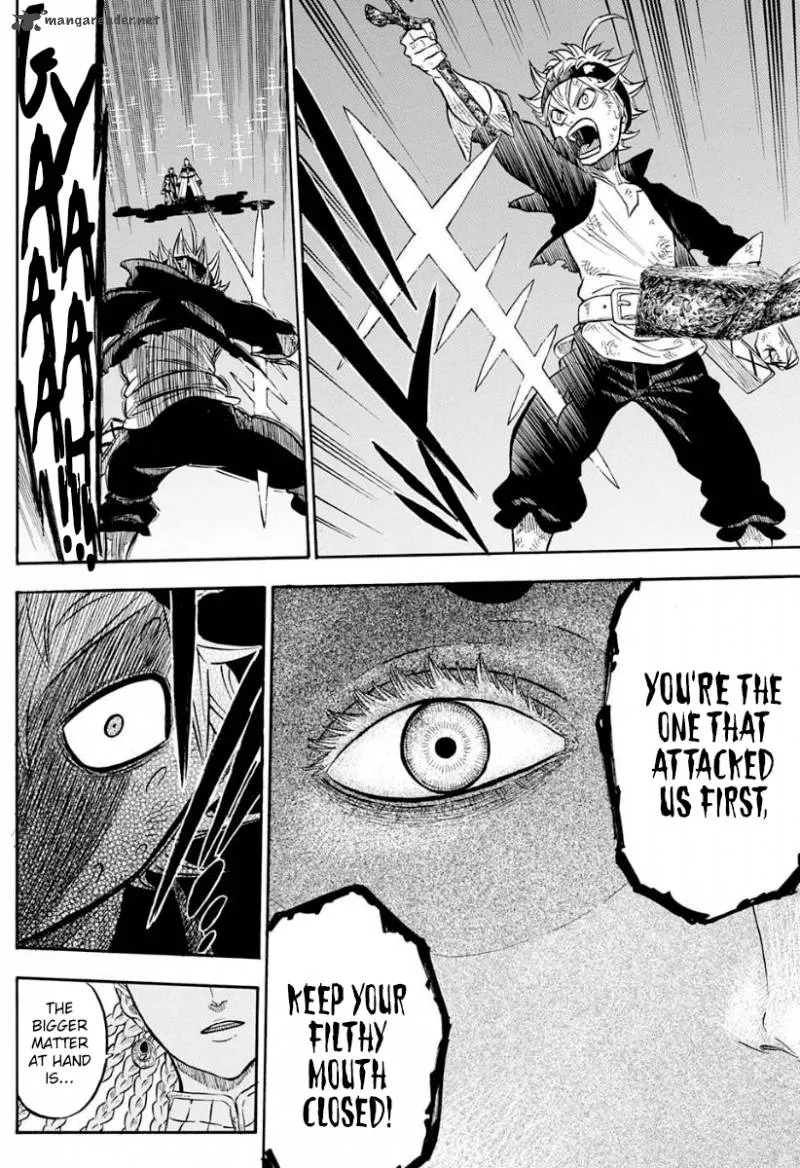 mangareader.net
GYAAAAAAAH!!!!
YOU'RE THE
ONE THAT
ATTACKED
US FIRST,
KEEP YOUR
FILTHY
MOUTH
CLOSED!
THE
BIGGER
MATTER
AT HAND
IS...